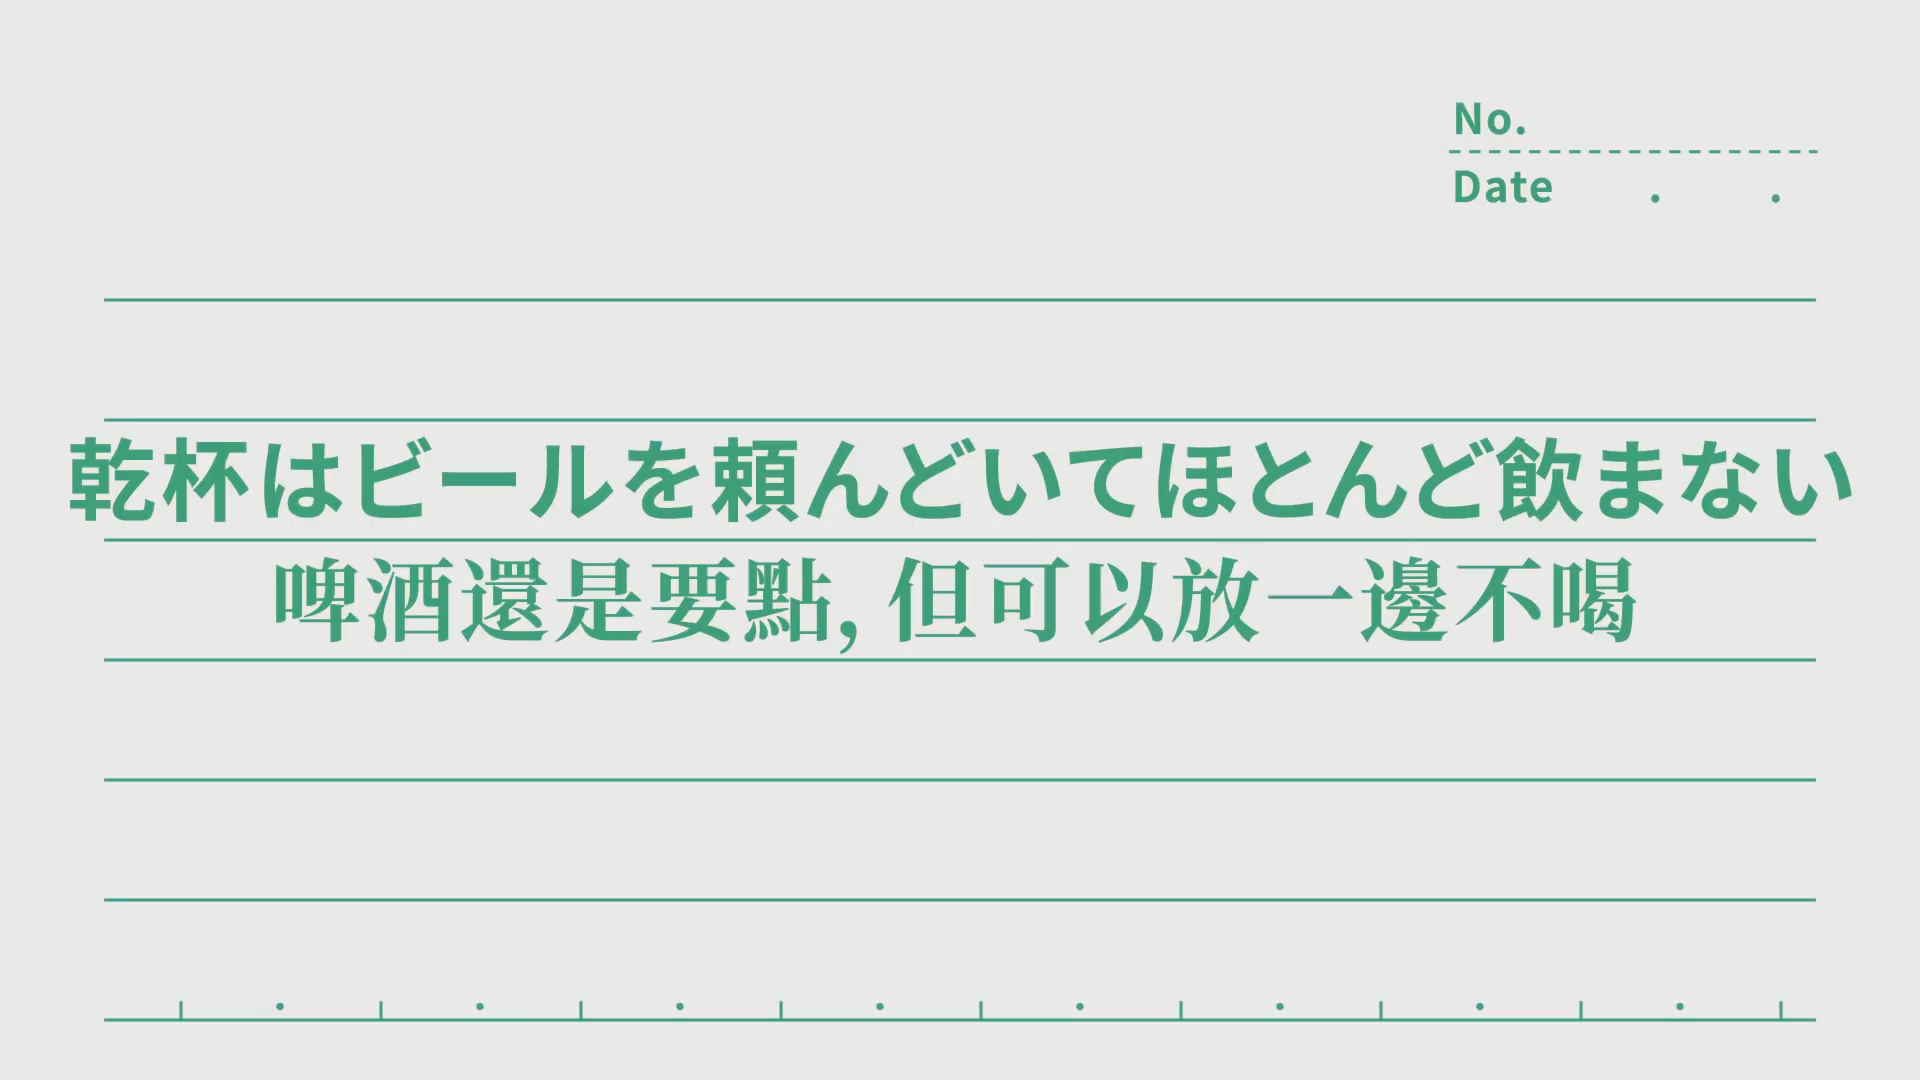 No.
Date . .
乾杯はビールを頼んどいてほとんど飲まない
啤酒還是要點, 但可以放一邊不喝